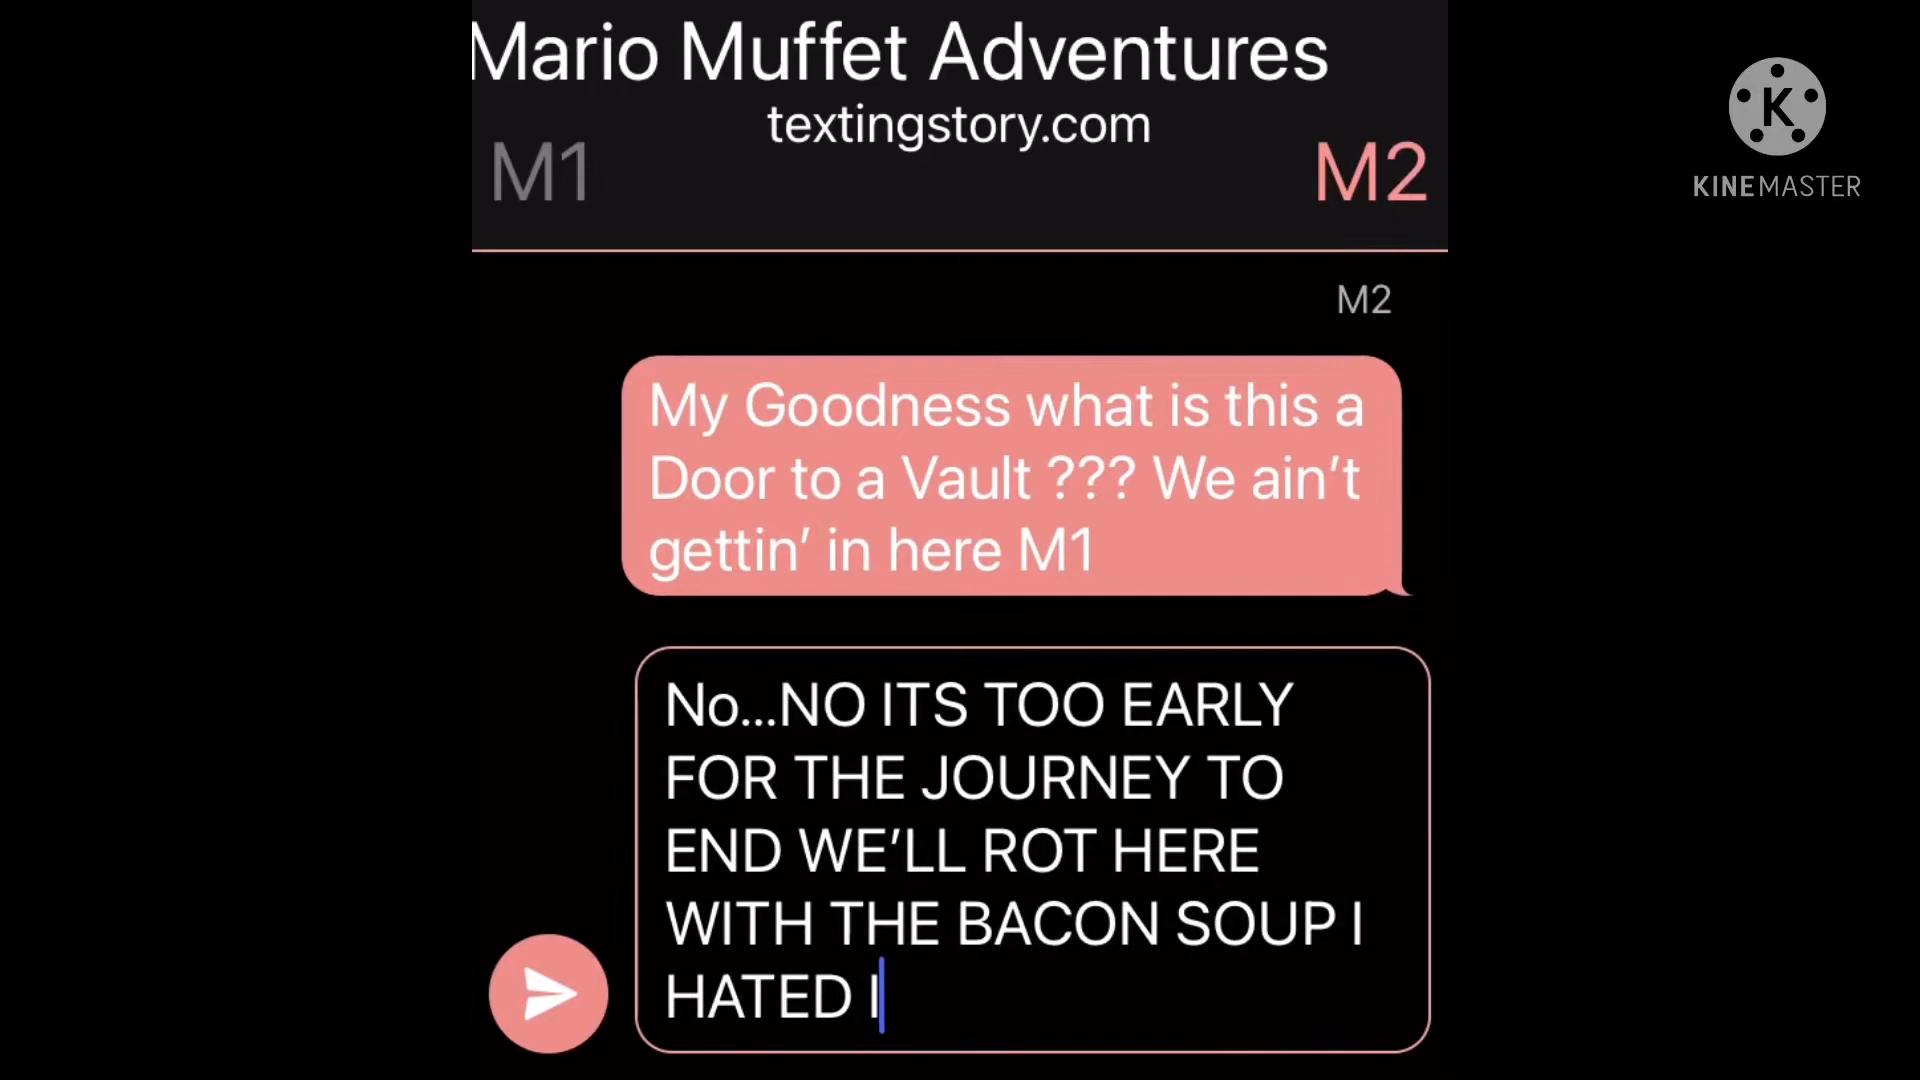 Mario Muffet Adventures
textingstory.com
M1
M2
K
KINEMASTER
M2
My Goodness what is this a
Door to a Vault ??? We ain’t
gettin’ in here M1
No...NO ITS TOO EARLY
FOR THE JOURNEY TO
END WE’LL ROT HERE
WITH THE BACON SOUP I
HATED I